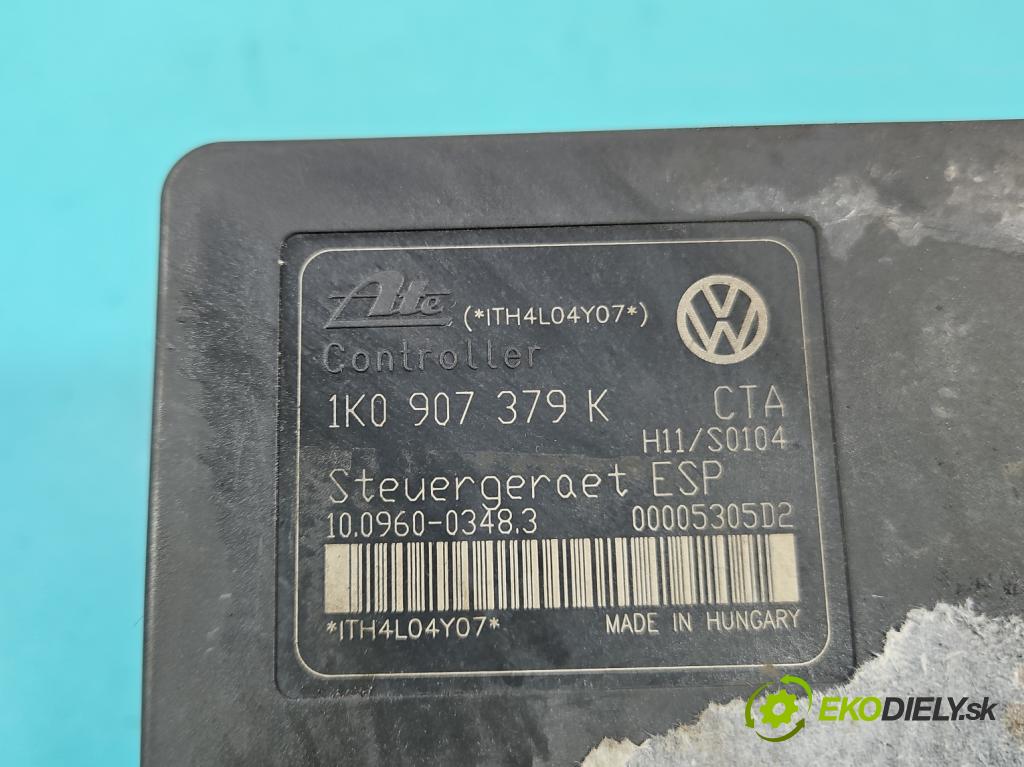 Ate (*ITH4L04Y07*)
Controller
1K0 907 379 K CTA
H11/S0104
Steuergeraet ESP
10.0960-0348.3 00005305D2
*ITH4L04Y07* MADE IN HUNGARY
EKODIELY.sk